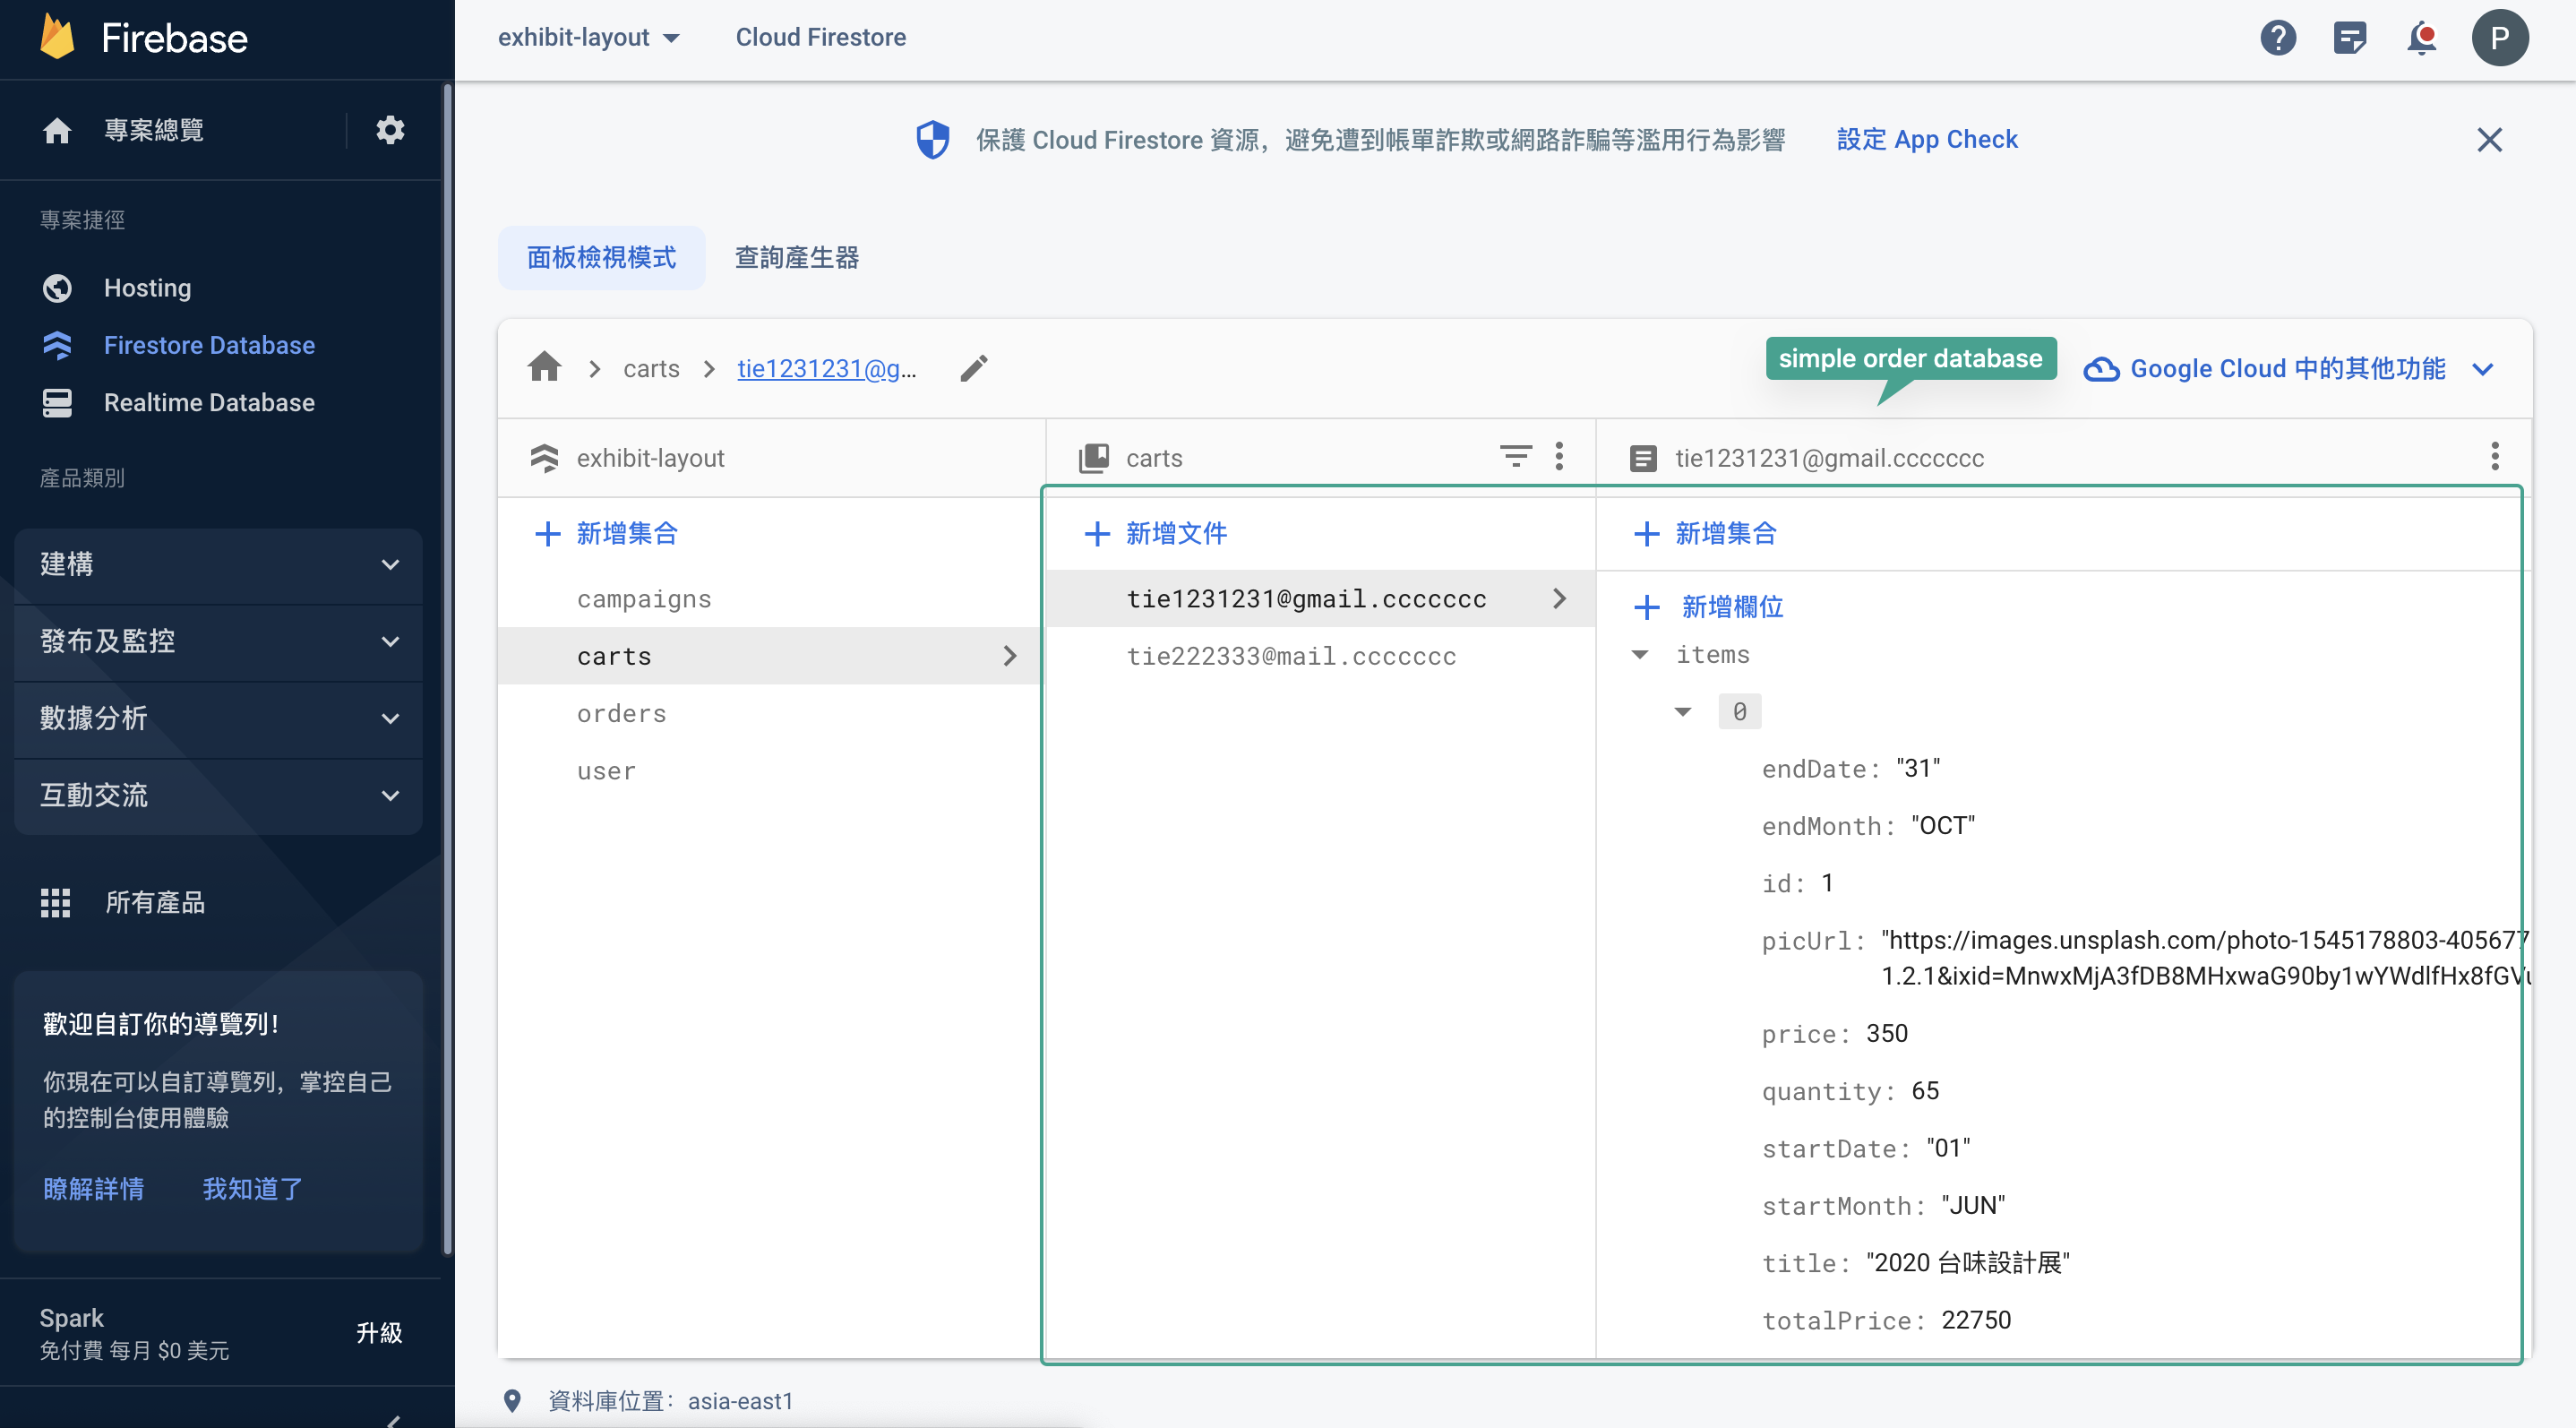 Firebase
exhibit-layout
Cloud Firestore
P
專案總覽
保護 Cloud Firestore 資源，避免遭到帳單詐欺或網路詐騙等濫用行為影響
設定 App Check
專案捷徑
Hosting
Firestore Database
Realtime Database
產品類別
建構
發布及監控
數據分析
互動交流
所有產品
歡迎自訂你的導覽列！
你現在可以自訂導覽列，掌控自己
的控制台使用體驗
瞭解詳情
我知道了
Spark
免付費 每月 $0 美元
升級
面板檢視模式
查詢產生器
carts
tie1231231@g...
simple order database
Google Cloud 中的其他功能
exhibit-layout
新增集合
campaigns
carts
orders
user
carts
新增文件
tie1231231@gmail.ccccccc
tie222333@mail.ccccccc
tie1231231@gmail.ccccccc
新增集合
新增欄位
items
0
endDate: "31"
endMonth: "OCT"
id: 1
picUrl: "https://images.unsplash.com/photo-1545178803-405677
1.2.1&ixid=MnwxMjA3fDB8MHxwaG90by1wYWdlfHx8fGVu
price: 350
quantity: 65
startDate: "01"
startMonth: "JUN"
title: "2020 台味設計展"
totalPrice: 22750
資料庫位置： asia-east1